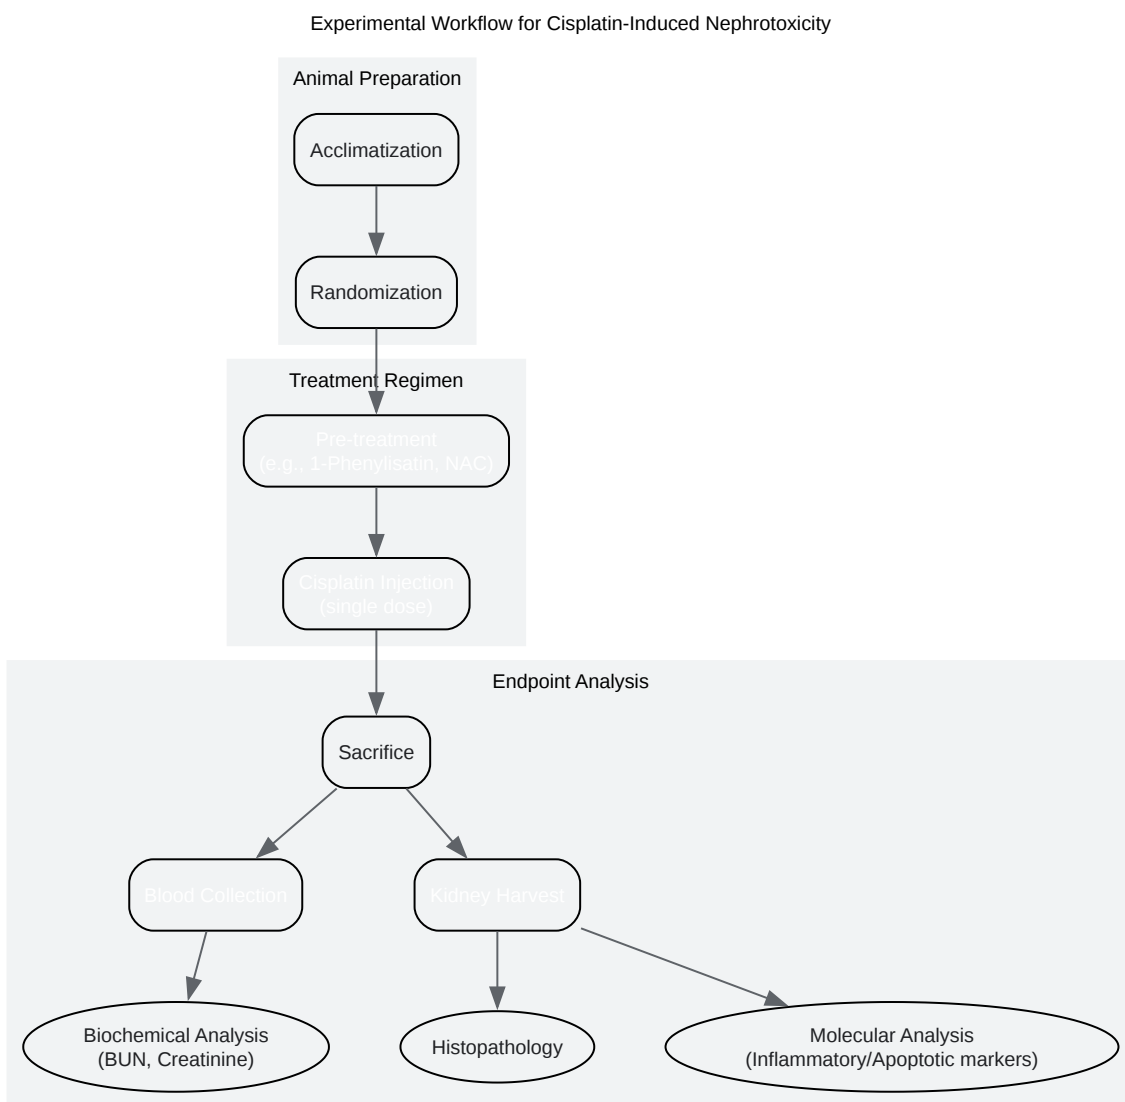 Experimental Workflow for Cisplatin-Induced Nephrotoxicity
Animal Preparation
Acclimatization
Randomization
Treatment Regimen
Pre-treatment
(e.g., 1-Phenylisatin, NAC)
Cisplatin Injection
(single dose)
Endpoint Analysis
Sacrifice
Blood Collection
Kidney Harvest
Biochemical Analysis
(BUN, Creatinine)
Histopathology
Molecular Analysis
(Inflammatory/Apoptotic markers)